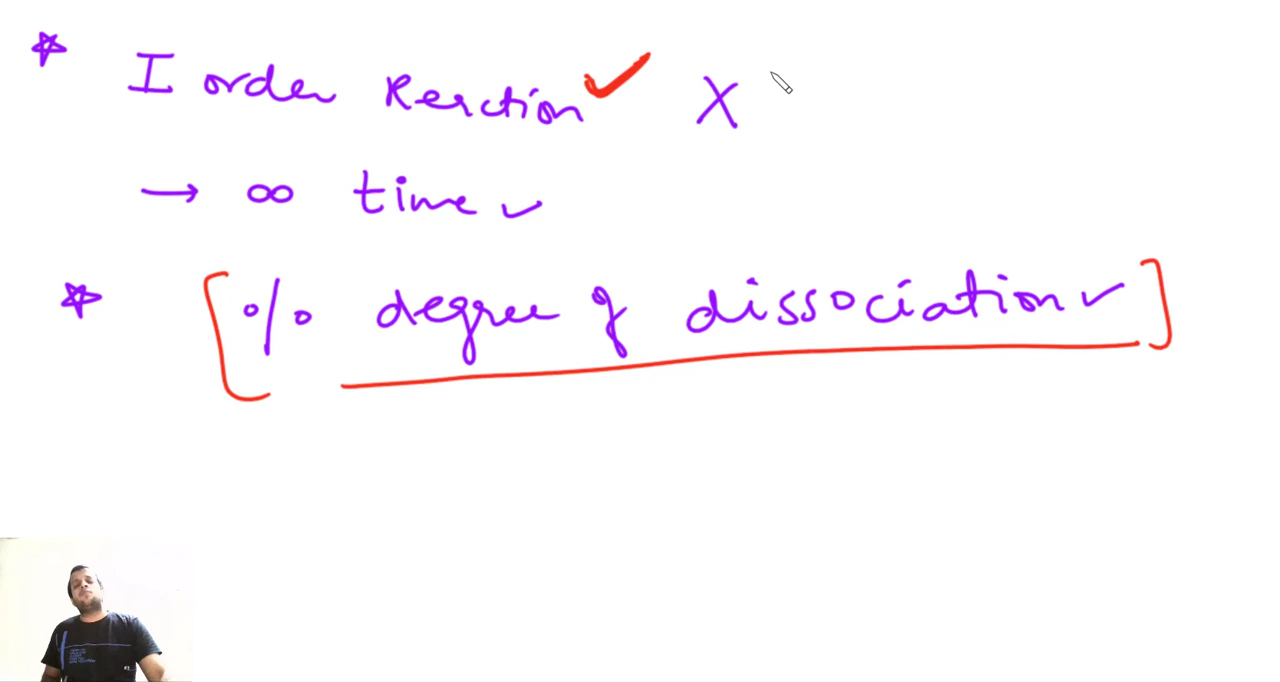 I order Reaction ✓ X
→ ∞ time ✓
[% degree of dissociation ✓]